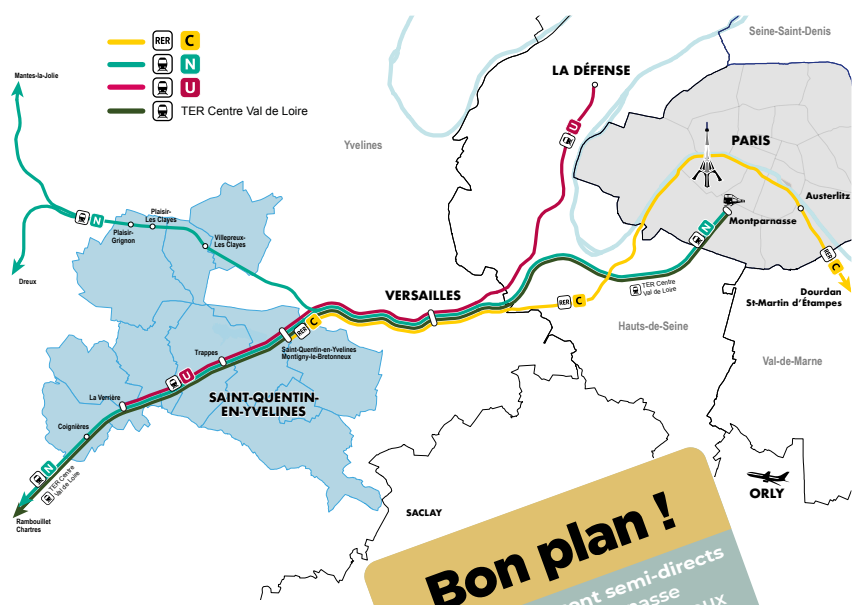 RER C
N
U
TER Centre Val de Loire
Seine-Saint-Denis
Mantes-la-Jolie
LA DÉFENSE
U
Yvelines
PARIS
Austerlitz
Plaisir-
Les Clayes
N
Plaisir-
Grignon
Villepreux-
Les Clayes
N
Montparnasse
RER C
Dreux
TER Centre
Val de Loire
Dourdan
St-Martin d'Étampes
VERSAILLES
RER C
RER C
Hauts-de-Seine
Saint-Quentin-en-Yvelines
Montigny-le-Bretonneux
Trappes
Val-de-Marne
U
La Verrière
SAINT-QUENTIN-
EN-YVELINES
Coignières
N
TER Centre
Val de Loire
ORLY
SACLAY
Rambouillet
Chartres
Bon plan !
semi-directs